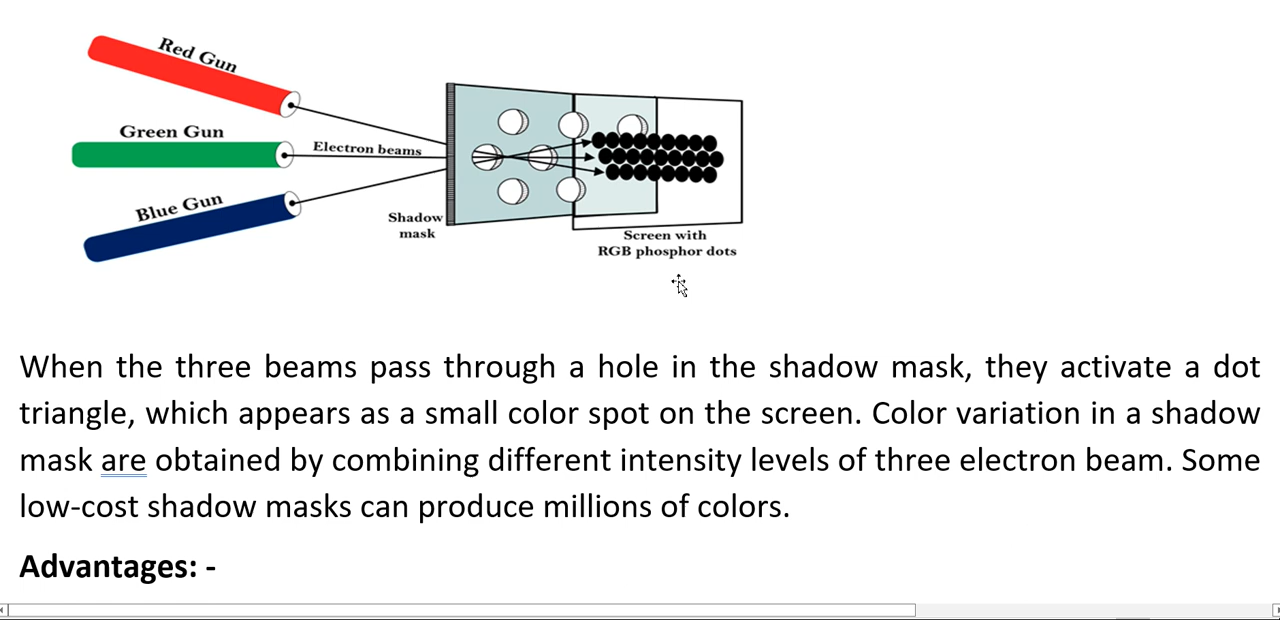 Red Gun
Green Gun
Electron beams
Blue Gun
Shadow
mask
Screen with
RGB phosphor dots
When the three beams pass through a hole in the shadow mask, they activate a dot
triangle, which appears as a small color spot on the screen. Color variation in a shadow
mask are obtained by combining different intensity levels of three electron beam. Some
low-cost shadow masks can produce millions of colors.
Advantages: -